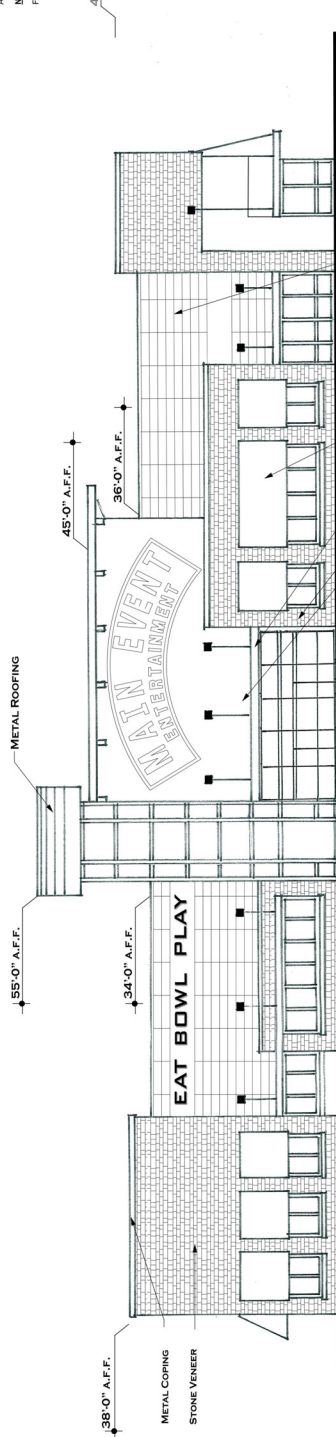 38'-0" A.F.F.
METAL COPING
STONE VENEER
55'-0" A.F.F.
METAL ROOFING
34'-0" A.F.F.
EAT BOWL PLAY
45'-0" A.F.F.
36'-0" A.F.F.
MAIN EVENT
ENTERTAINMENT